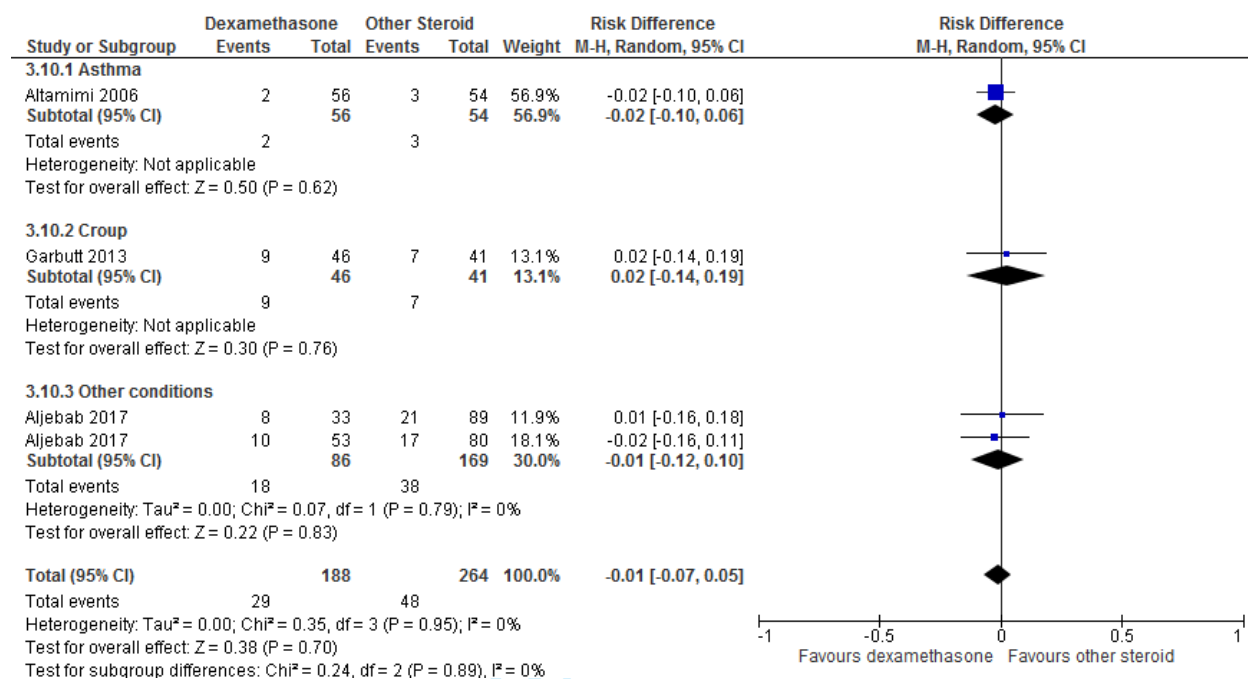 Dexamethasone Other Steroid Risk Difference Risk Difference
Study or Subgroup Events Total Events Total Weight M-H, Random, 95% CI M-H, Random, 95% CI
3.10.1 Asthma
Altamimi 2006 2 56 3 54 56.9% -0.02 [-0.10, 0.06]
Subtotal (95% CI) 56 54 56.9% -0.02 [-0.10, 0.06]
Total events 2 3
Heterogeneity: Not applicable
Test for overall effect: Z = 0.50 (P = 0.62)
3.10.2 Croup
Garbutt 2013 9 46 7 41 13.1% 0.02 [-0.14, 0.19]
Subtotal (95% CI) 46 41 13.1% 0.02 [-0.14, 0.19]
Total events 9 7
Heterogeneity: Not applicable
Test for overall effect: Z = 0.30 (P = 0.76)
3.10.3 Other conditions
Aljebab 2017 8 33 21 89 11.9% 0.01 [-0.16, 0.18]
Aljebab 2017 10 53 17 80 18.1% -0.02 [-0.16, 0.11]
Subtotal (95% CI) 86 169 30.0% -0.01 [-0.12, 0.10]
Total events 18 38
Heterogeneity: Tau² = 0.00; Chi² = 0.07, df = 1 (P = 0.79); I² = 0%
Test for overall effect: Z = 0.22 (P = 0.83)
Total (95% CI) 188 264 100.0% -0.01 [-0.07, 0.05]
Total events 29 48
Heterogeneity: Tau² = 0.00; Chi² = 0.35, df = 3 (P = 0.95); I² = 0%
Test for overall effect: Z = 0.38 (P = 0.70)
Test for subgroup differences: Chi² = 0.24, df = 2 (P = 0.89), I² = 0%
-1 -0.5 0 0.5 1
Favours dexamethasone Favours other steroid